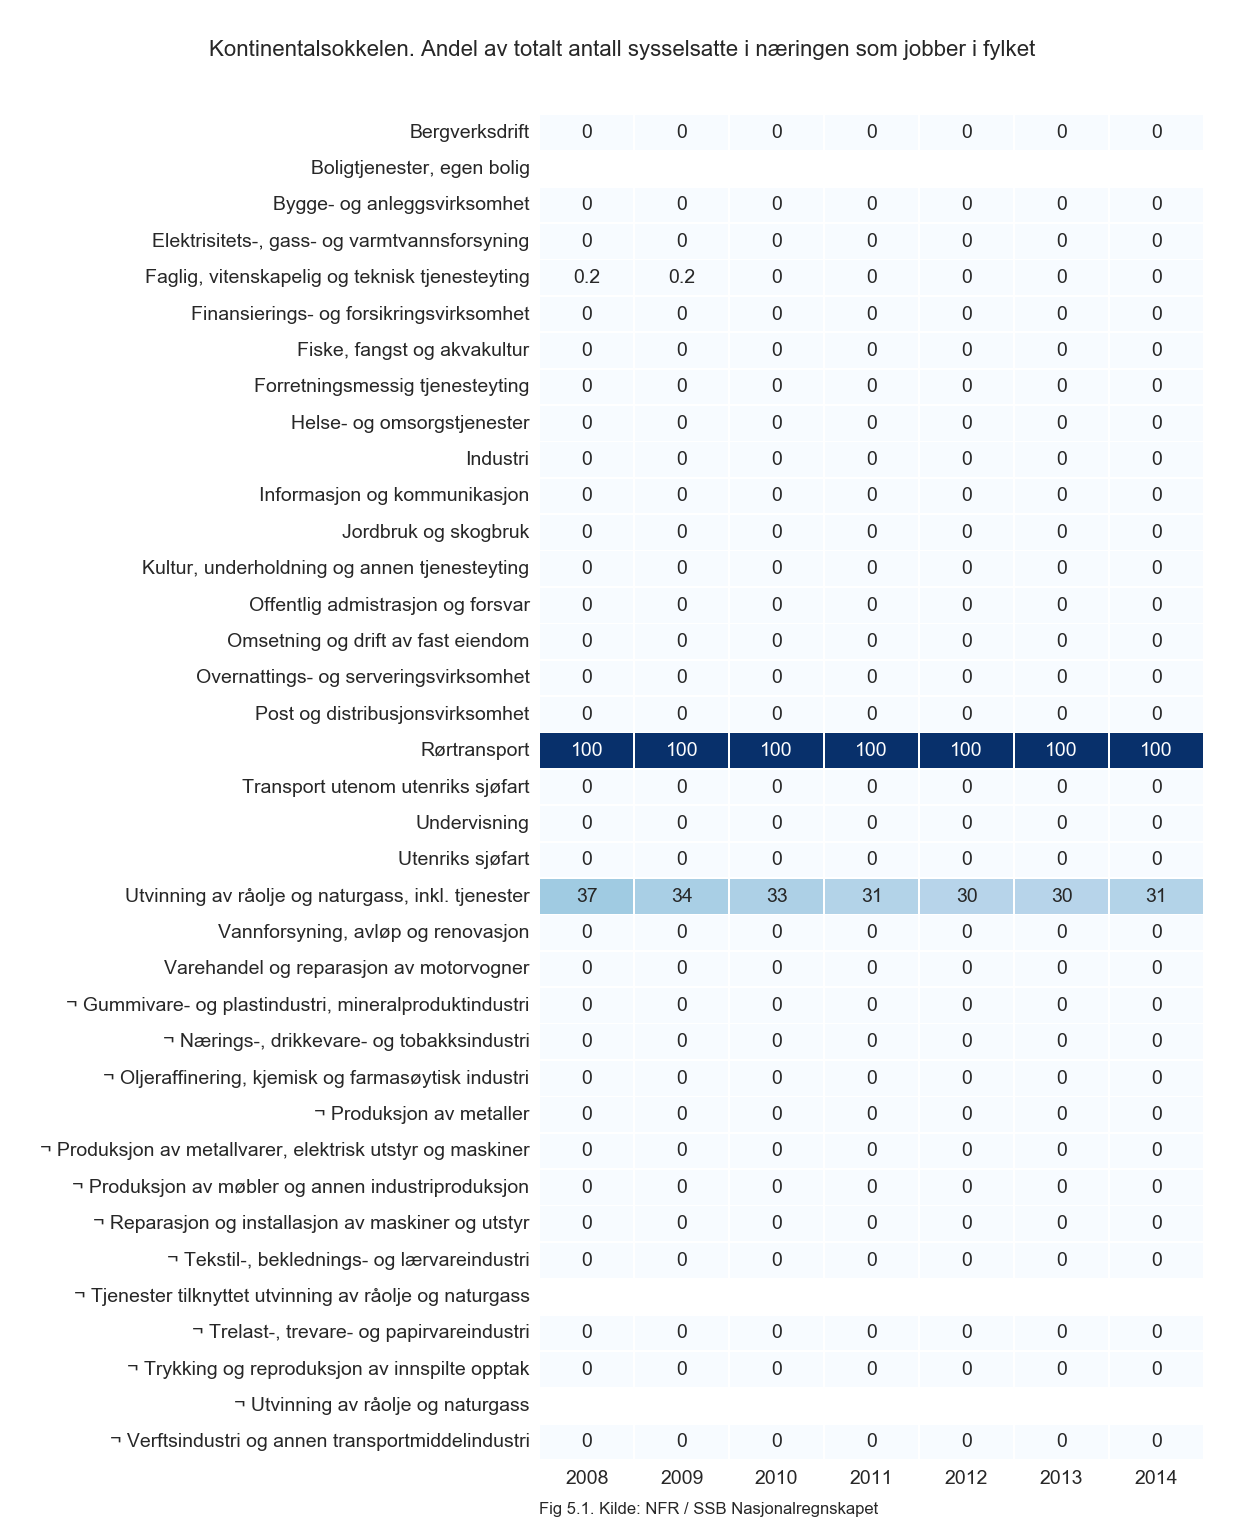 Kontinentalsokkelen. Andel av totalt antall sysselsatte i næringen som jobber i fylket
Bergverksdrift 0 0 0 0 0 0 0
Boligtjenester, egen bolig
Bygge- og anleggsvirksomhet 0 0 0 0 0 0 0
Elektrisitets-, gass- og varmtvannsforsyning 0 0 0 0 0 0 0
Faglig, vitenskapelig og teknisk tjenesteyting 0.2 0.2 0 0 0 0 0
Finansierings- og forsikringsvirksomhet 0 0 0 0 0 0 0
Fiske, fangst og akvakultur 0 0 0 0 0 0 0
Forretningsmessig tjenesteyting 0 0 0 0 0 0 0
Helse- og omsorgstjenester 0 0 0 0 0 0 0
Industri 0 0 0 0 0 0 0
Informasjon og kommunikasjon 0 0 0 0 0 0 0
Jordbruk og skogbruk 0 0 0 0 0 0 0
Kultur, underholdning og annen tjenesteyting 0 0 0 0 0 0 0
Offentlig admistrasjon og forsvar 0 0 0 0 0 0 0
Omsetning og drift av fast eiendom 0 0 0 0 0 0 0
Overnattings- og serveringsvirksomhet 0 0 0 0 0 0 0
Post og distribusjonsvirksomhet 0 0 0 0 0 0 0
Rørtransport 100 100 100 100 100 100 100
Transport utenom utenriks sjøfart 0 0 0 0 0 0 0
Undervisning 0 0 0 0 0 0 0
Utenriks sjøfart 0 0 0 0 0 0 0
Utvinning av råolje og naturgass, inkl. tjenester 37 34 33 31 30 30 31
Vannforsyning, avløp og renovasjon 0 0 0 0 0 0 0
Varehandel og reparasjon av motorvogner 0 0 0 0 0 0 0
¬ Gummivare- og plastindustri, mineralproduktindustri 0 0 0 0 0 0 0
¬ Nærings-, drikkevare- og tobakksindustri 0 0 0 0 0 0 0
¬ Oljeraffinering, kjemisk og farmasøytisk industri 0 0 0 0 0 0 0
¬ Produksjon av metaller 0 0 0 0 0 0 0
¬ Produksjon av metallvarer, elektrisk utstyr og maskiner 0 0 0 0 0 0 0
¬ Produksjon av møbler og annen industriproduksjon 0 0 0 0 0 0 0
¬ Reparasjon og installasjon av maskiner og utstyr 0 0 0 0 0 0 0
¬ Tekstil-, beklednings- og lærvareindustri 0 0 0 0 0 0 0
¬ Tjenester tilknyttet utvinning av råolje og naturgass
¬ Trelast-, trevare- og papirvareindustri 0 0 0 0 0 0 0
¬ Trykking og reproduksjon av innspilte opptak 0 0 0 0 0 0 0
¬ Utvinning av råolje og naturgass
¬ Verftsindustri og annen transportmiddelindustri 0 0 0 0 0 0 0
2008 2009 2010 2011 2012 2013 2014
Fig 5.1. Kilde: NFR / SSB Nasjonalregnskapet